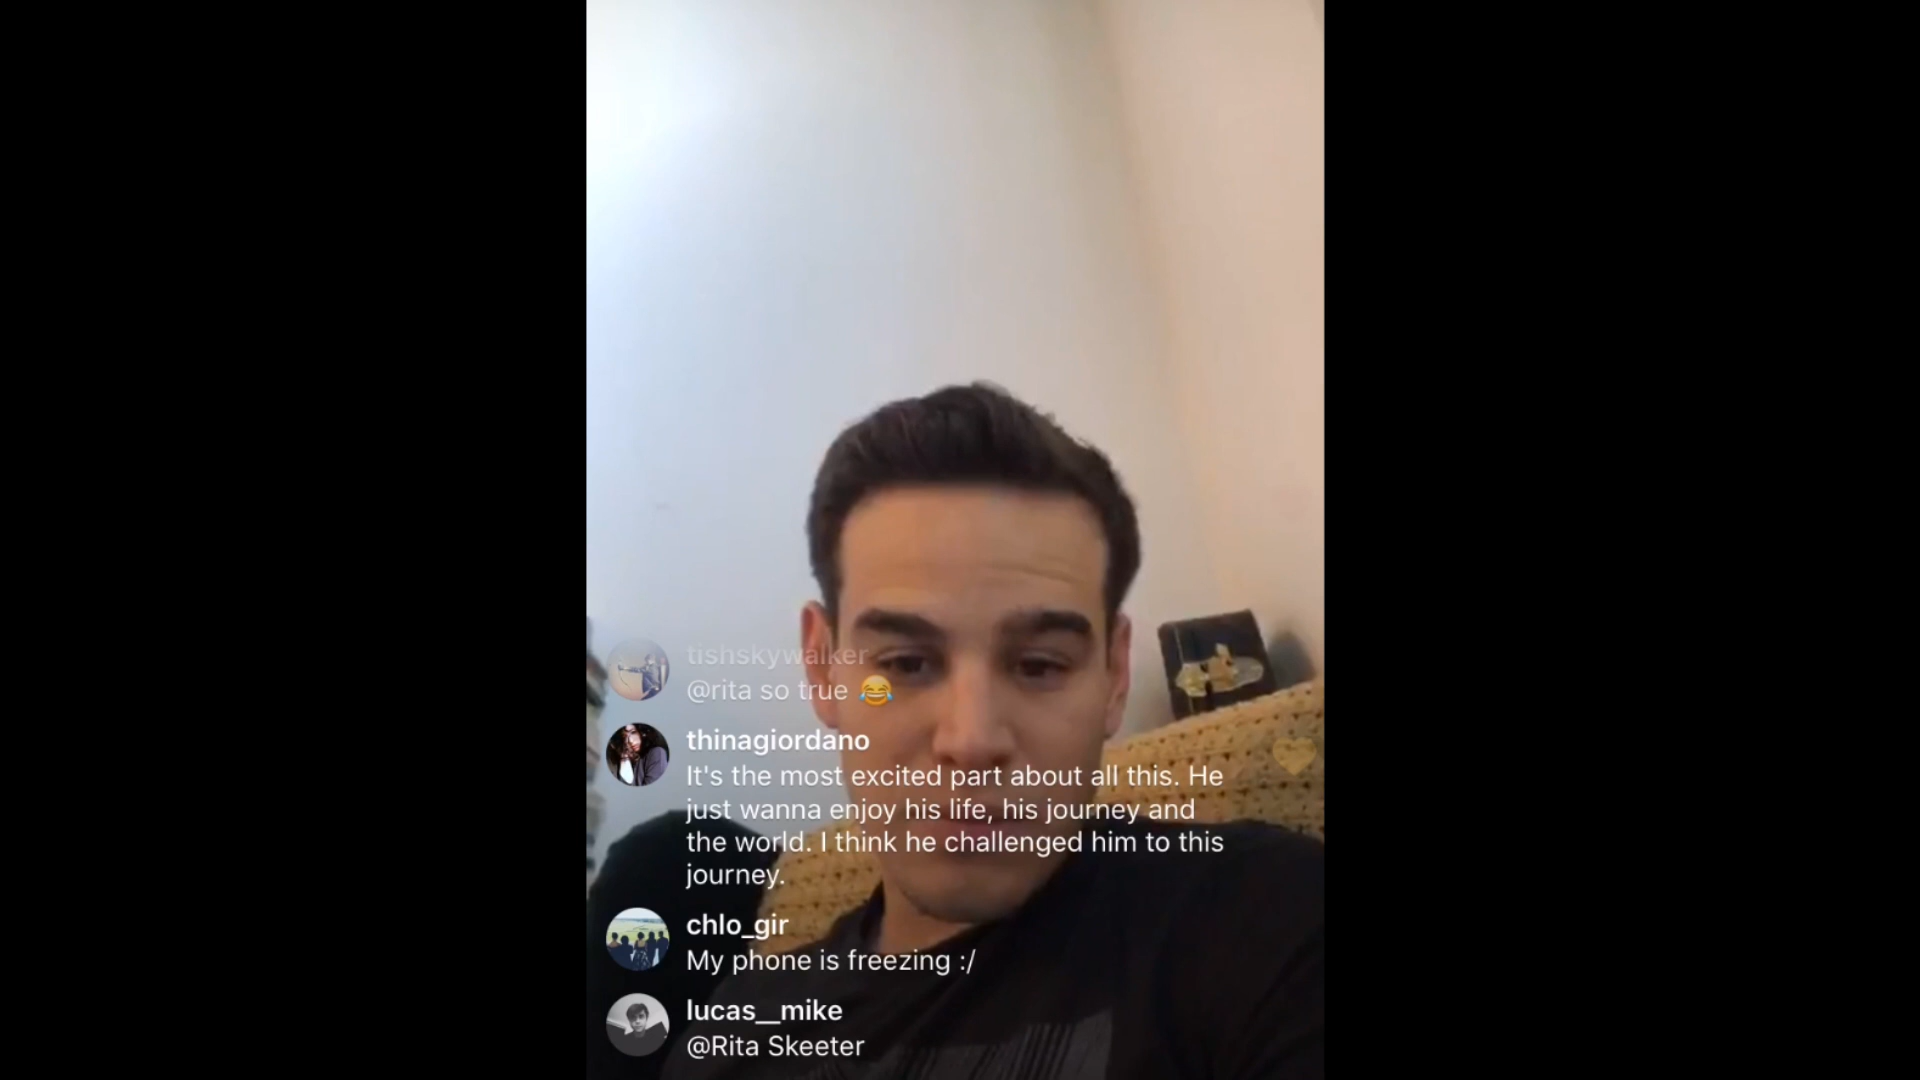 tishskywalker
@rita so true 😂
thinagiordano
It's the most excited part about all this. He
just wanna enjoy his life, his journey and
the world. I think he challenged him to this
journey.
chlo_gir
My phone is freezing :/
lucas__mike
@Rita Skeeter